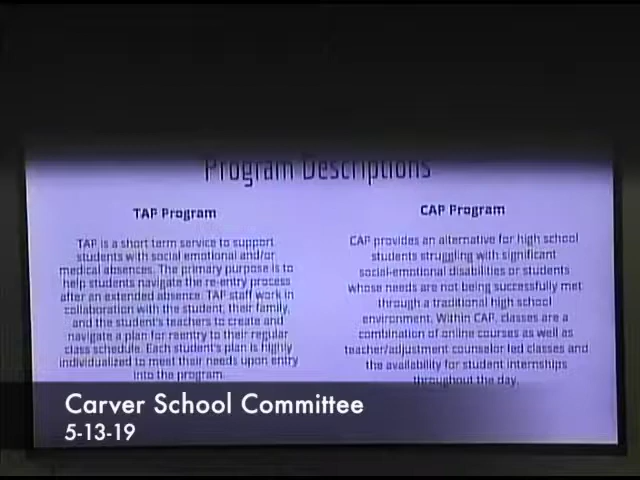 Program Descriptions
TAP Program
TAP is a short term service to support
students with social emotional and/or
medical absences. The primary purpose is to
help students navigate the re-entry process
after an extended absence. TAP staff work in
collaboration with the student, their family,
and the student's teachers to create and
navigate a plan for reentry to their regular
class schedule. Each student's plan is highly
individualized to meet their needs upon entry
into the program.
CAP Program
CAP provides an alternative for high school
students struggling with significant
social-emotional disabilities or students
whose needs are not being successfully met
through a traditional high school
environment. Within CAP, classes are a
combination of online courses as well as
teacher/adjustment counselor led classes and
the availability for student internships
throughout the day.
Carver School Committee
5-13-19